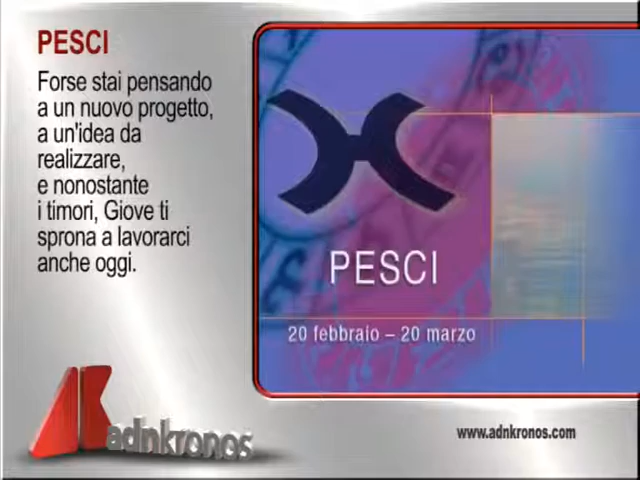 PESCI
Forse stai pensando
a un nuovo progetto,
a un'idea da
realizzare,
e nonostante
i timori, Giove ti
sprona a lavorarci
anche oggi.
PESCI
20 febbraio – 20 marzo
adnkronos
www.adnkronos.com